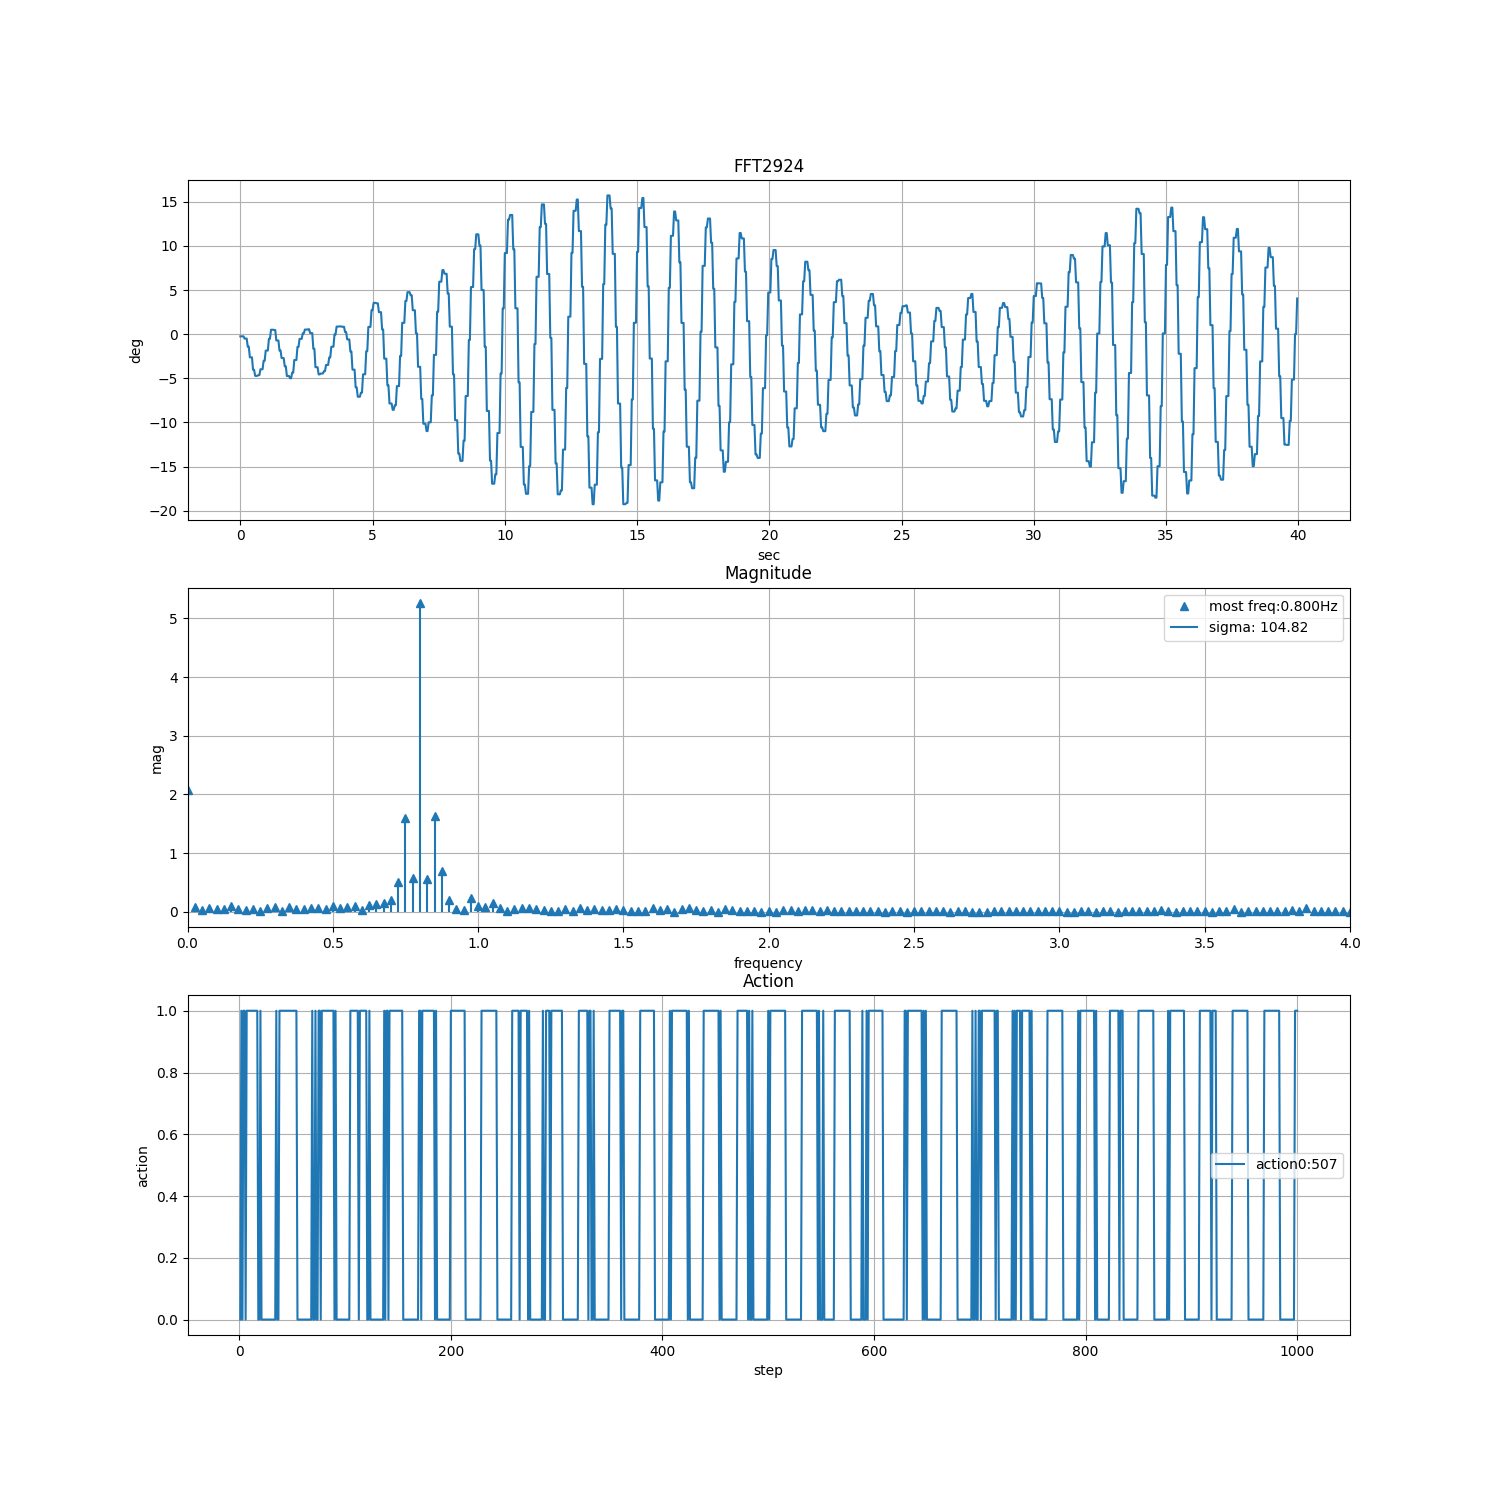 FFT2924
15
10
5
0
−5
−10
−15
−20
deg
0 5 10 15 20 25 30 35 40
sec
Magnitude
most freq:0.800Hz
sigma: 104.82
5
4
3
2
1
0
mag
0.0 0.5 1.0 1.5 2.0 2.5 3.0 3.5 4.0
frequency
Action
1.0
0.8
0.6
0.4
0.2
0.0
action
action0:507
0 200 400 600 800 1000
step